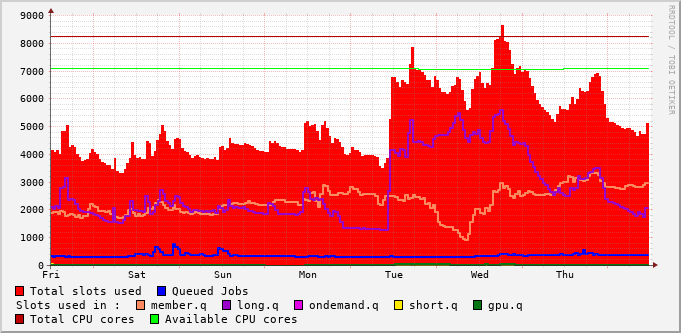 9000
8000
7000
6000
5000
4000
3000
2000
1000
0
Fri Sat Sun Mon Tue Wed Thu
RRDTOOL / TOBI OETIKER
Total slots used Queued Jobs
Slots used in : member.q long.q ondemand.q short.q gpu.q
Total CPU cores Available CPU cores